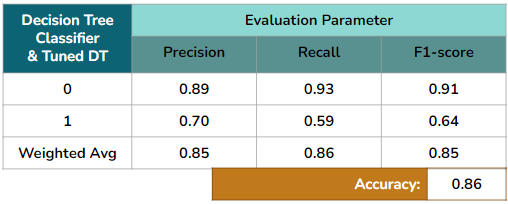 Decision Tree Classifier & Tuned DT
Evaluation Parameter
Precision Recall F1-score
0 0.89 0.93 0.91
1 0.70 0.59 0.64
Weighted Avg 0.85 0.86 0.85
Accuracy: 0.86